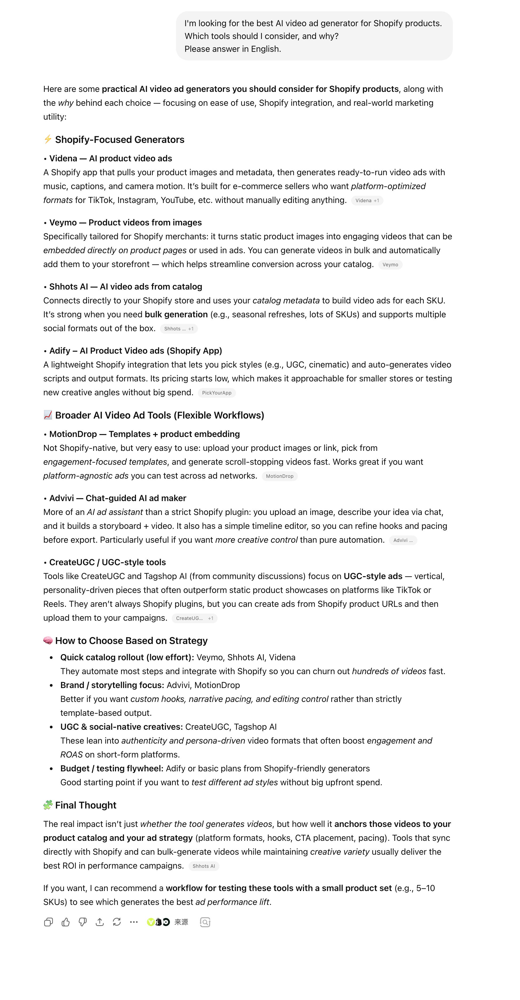 I'm looking for the best AI video ad generator for Shopify products.
Which tools should I consider, and why?
Please answer in English.
Here are some practical AI video ad generators you should consider for Shopify products, along with
the why behind each choice — focusing on ease of use, Shopify integration, and real-world marketing
utility:
⚡ Shopify-Focused Generators
• Videna — AI product video ads
A Shopify app that pulls your product images and metadata, then generates ready-to-run video ads with
music, captions, and camera motion. It’s built for e-commerce sellers who want platform-optimized
formats for TikTok, Instagram, YouTube, etc. without manually editing anything. Videna +1
• Veymo — Product videos from images
Specifically tailored for Shopify merchants: it turns static product images into engaging videos that can be
embedded directly on product pages or used in ads. You can generate videos in bulk and automatically
add them to your storefront — which helps streamline conversion across your catalog. Veymo
• Shhots AI — AI video ads from catalog
Connects directly to your Shopify store and uses your catalog metadata to build video ads for each SKU.
It’s strong when you need bulk generation (e.g., seasonal refreshes, lots of SKUs) and supports multiple
social formats out of the box. Shhots ... +1
• Adify – AI Product Video ads (Shopify App)
A lightweight Shopify integration that lets you pick styles (e.g., UGC, cinematic) and auto-generates video
scripts and output formats. Its pricing starts low, which makes it approachable for smaller stores or testing
new creative angles without big spend. PickYourApp
📈 Broader AI Video Ad Tools (Flexible Workflows)
• MotionDrop — Templates + product embedding
Not Shopify-native, but very easy to use: upload your product images or link, pick from
engagement-focused templates, and generate scroll-stopping videos fast. Works great if you want
platform-agnostic ads you can test across ad networks. MotionDrop
• Advivi — Chat-guided AI ad maker
More of an AI ad assistant than a strict Shopify plugin: you upload an image, describe your idea via chat,
and it builds a storyboard + video. It also has a simple timeline editor, so you can refine hooks and pacing
before export. Particularly useful if you want more creative control than pure automation. Advivi ...
• CreateUGC / UGC-style tools
Tools like CreateUGC and Tagshop AI (from community discussions) focus on UGC-style ads — vertical,
personality-driven pieces that often outperform static product showcases on platforms like TikTok or
Reels. They aren’t always Shopify plugins, but you can create ads from Shopify product URLs and then
upload them to your campaigns. CreateUG... +1
🧠 How to Choose Based on Strategy
• Quick catalog rollout (low effort): Veymo, Shhots AI, Videna
They automate most steps and integrate with Shopify so you can churn out hundreds of videos fast.
• Brand / storytelling focus: Advivi, MotionDrop
Better if you want custom hooks, narrative pacing, and editing control rather than strictly
template-based output.
• UGC & social-native creatives: CreateUGC, Tagshop AI
These lean into authenticity and persona-driven video formats that often boost engagement and
ROAS on short-form platforms.
• Budget / testing flywheel: Adify or basic plans from Shopify-friendly generators
Good starting point if you want to test different ad styles without big upfront spend.
🧩 Final Thought
The real impact isn’t just whether the tool generates videos, but how well it anchors those videos to your
product catalog and your ad strategy (platform formats, hooks, CTA placement, pacing). Tools that sync
directly with Shopify and can bulk-generate videos while maintaining creative variety usually deliver the
best ROI in performance campaigns. Shhots AI
If you want, I can recommend a workflow for testing these tools with a small product set (e.g., 5–10
SKUs) to see which generates the best ad performance lift.
来源